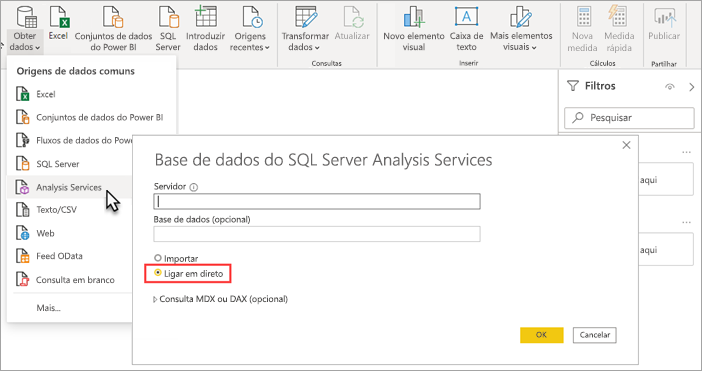 Obter dados
Excel
Conjuntos de dados do Power BI
SQL Server
Introduzir dados
Origens recentes
Transformar dados
Atualizar
Novo elemento visual
Caixa de texto
Mais elementos visuais
Nova medida
Medida rápida
Publicar
Consultas
Inserir
Cálculos
Partilhar
Origens de dados comuns
Excel
Conjuntos de dados do Power BI
Fluxos de dados do Power
SQL Server
Analysis Services
Texto/CSV
Web
Feed OData
Consulta em branco
Mais...
Base de dados do SQL Server Analysis Services
Servidor
Base de dados (opcional)
Importar
Ligar em direto
Consulta MDX ou DAX (opcional)
OK
Cancelar
Filtros
Pesquisar
...
aqui
...
aqui